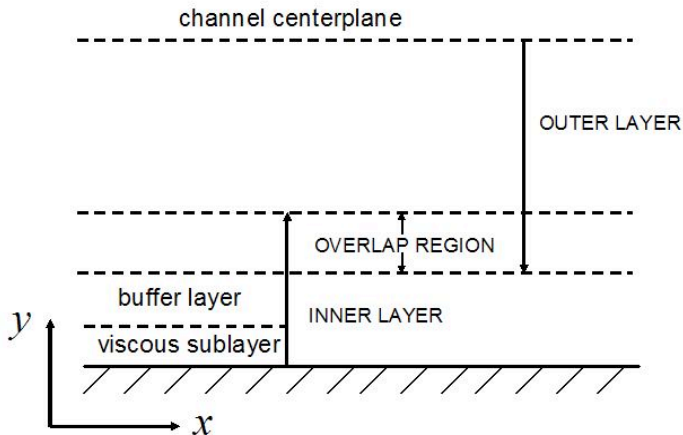 channel centerplane
OUTER LAYER
OVERLAP REGION
buffer layer
INNER LAYER
viscous sublayer
y
x